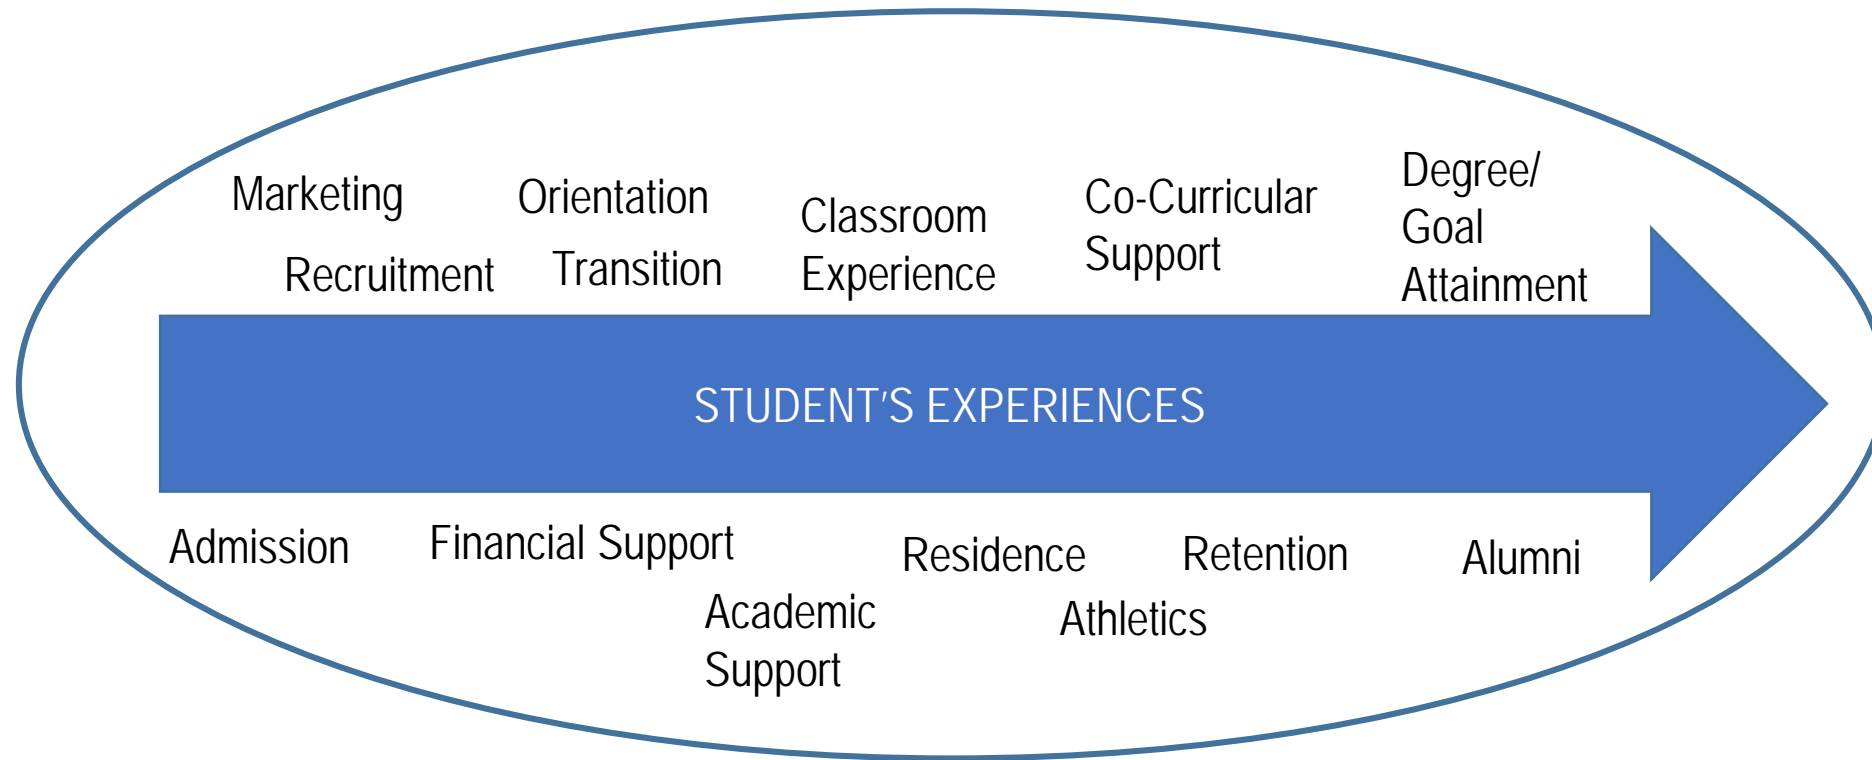 Marketing
Recruitment
Orientation
Transition
Classroom
Experience
Co-Curricular
Support
Degree/
Goal
Attainment
STUDENT'S EXPERIENCES
Admission
Financial Support
Academic
Support
Residence
Athletics
Retention
Alumni